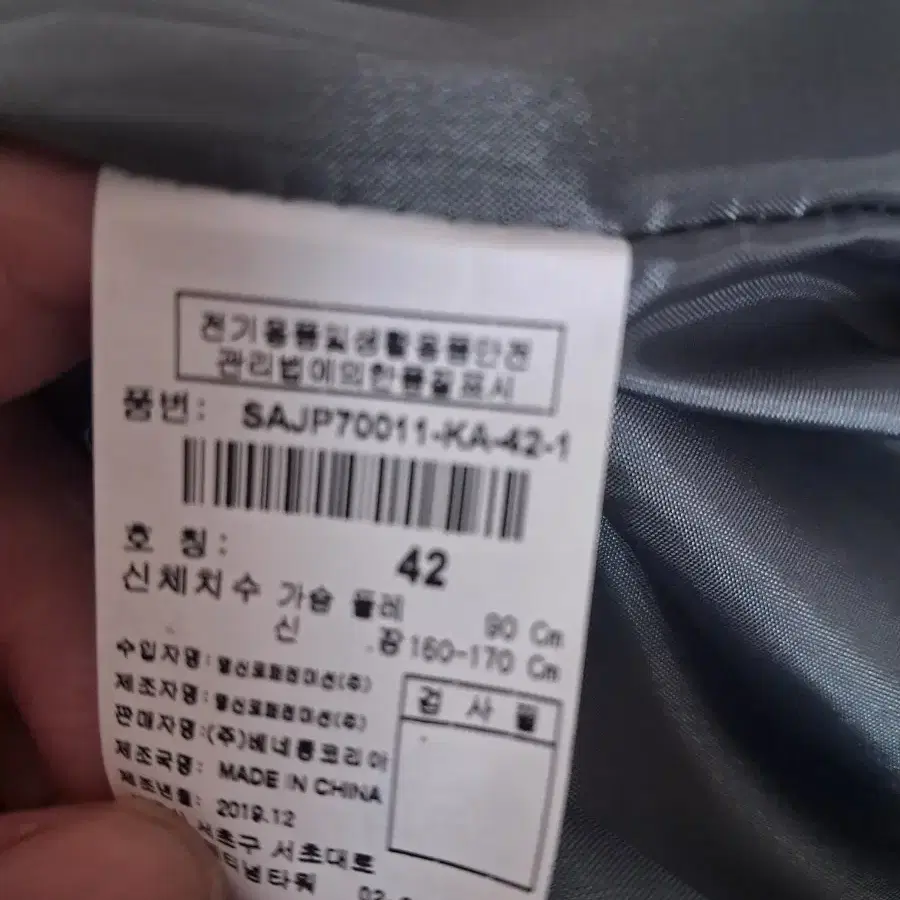 전기용품및생활용품안전
관리법에의한품질표시
품번: SAJP70011-KA-42-1
호 칭: 42
신체치수 가슴 둘레 90 Cm
신 장 160-170 Cm
수입자명:
제조자명:
판매자명:(주)베네통코리아
제조국명: MADE IN CHINA
제조년월: 2019.12
서초구 서초대로
02-
검 사 필